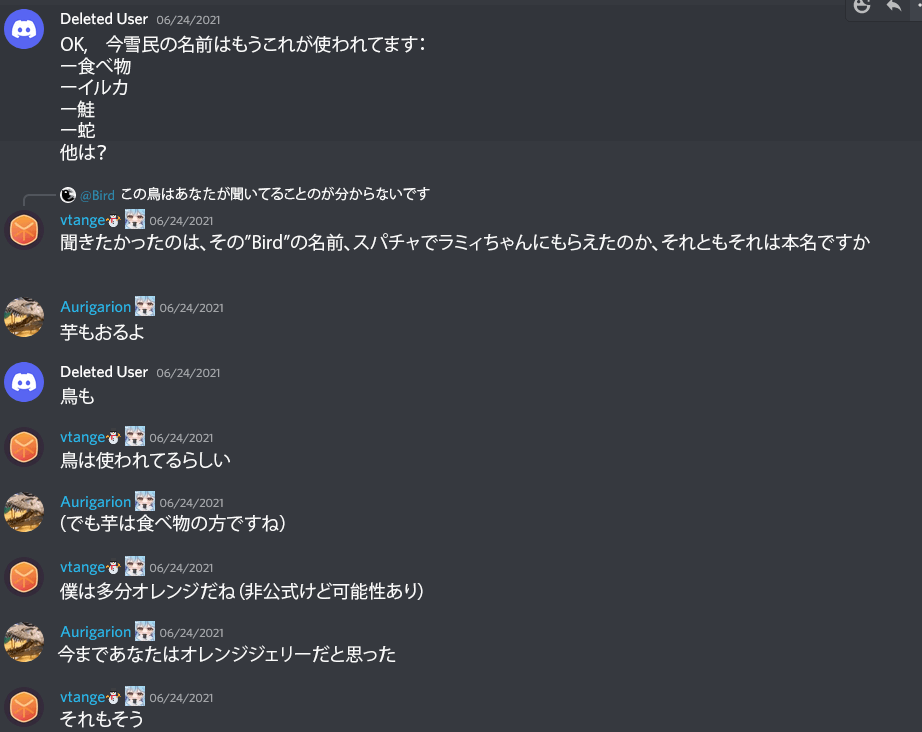 Deleted User 06/24/2021
OK, 今雪民の名前はもうこれが使われてます:
ー食べ物
ーイルカ
ー鮭
ー蛇
他は?
@Bird この鳥はあなたが聞いてることのが分からないです
vtange 06/24/2021
聞きたかったのは、その"Bird"の名前、スパチャでラミィちゃんにもらえたのか、それともそれは本名ですか
Aurigarion 06/24/2021
芋もおるよ
Deleted User 06/24/2021
鳥も
vtange 06/24/2021
鳥は使われてるらしい
Aurigarion 06/24/2021
(でも芋は食べ物の方ですね)
vtange 06/24/2021
僕は多分オレンジだね(非公式けど可能性あり)
Aurigarion 06/24/2021
今まであなたはオレンジジェリーだと思った
vtange 06/24/2021
それもそう